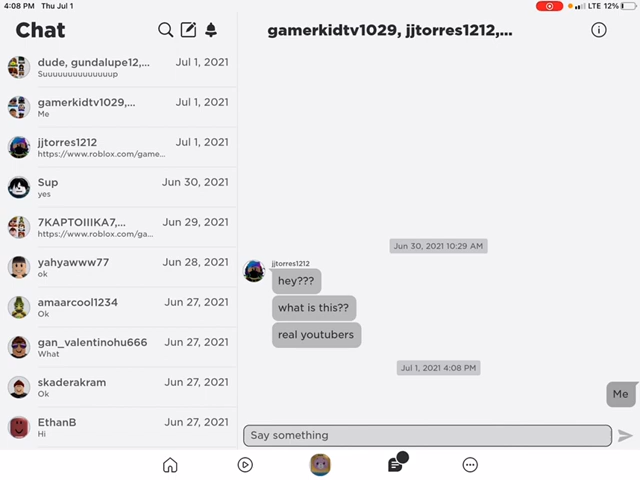 4:08 PM Thu Jul 1
LTE 12%
Chat
dude, gundalupe12,... Jul 1, 2021
Suuuuuuuuuuuuup
gamerkidtv1029,... Jul 1, 2021
Me
jjtorres1212 Jul 1, 2021
https://www.roblox.com/game...
Sup Jun 30, 2021
yes
7KAPTOIIIKA7,... Jun 29, 2021
https://www.roblox.com/ga...
yahyawww77 Jun 28, 2021
ok
amaarcool1234 Jun 27, 2021
Ok
gan_valentinohu666 Jun 27, 2021
What
skaderakram Jun 27, 2021
Ok
EthanB Jun 27, 2021
Hi
gamerkidtv1029, jjtorres1212,...
Jun 30, 2021 10:29 AM
jjtorres1212
hey???
what is this??
real youtubers
Jul 1, 2021 4:08 PM
Me
Say something